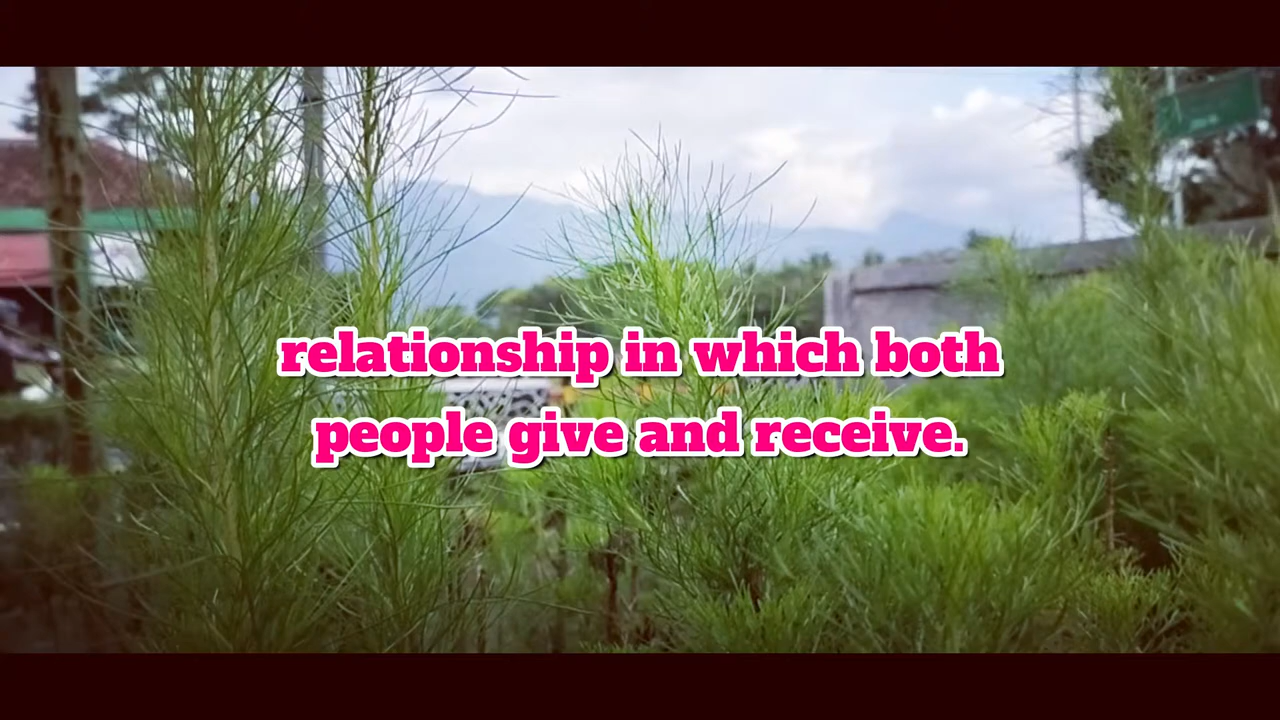 relationship in which both
people give and receive.